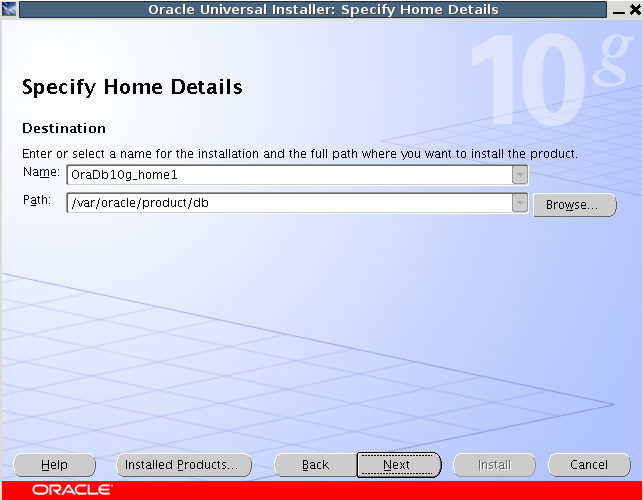 Oracle Universal Installer: Specify Home Details
10g
Specify Home Details
Destination
Enter or select a name for the installation and the full path where you want to install the product.
Name: OraDb10g_home1
Path: /var/oracle/product/db Browse...
Help Installed Products... Back Next Install Cancel
ORACLE